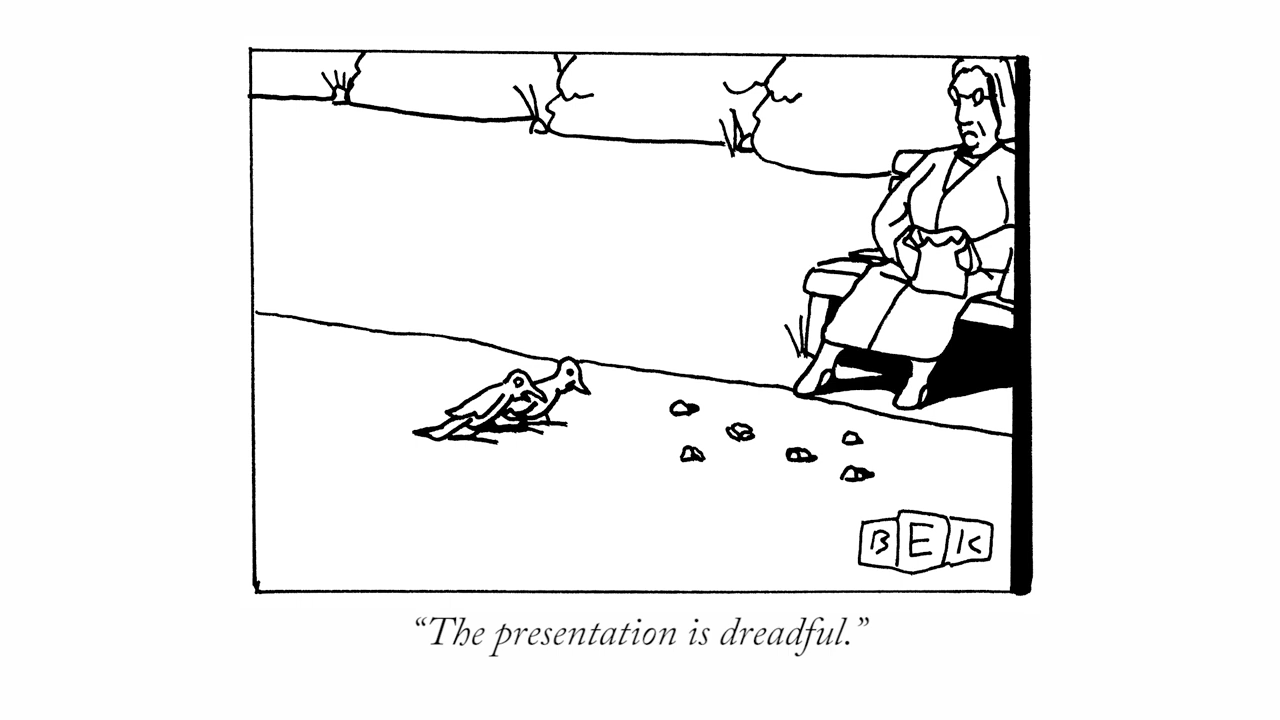 BEK
“The presentation is dreadful.”